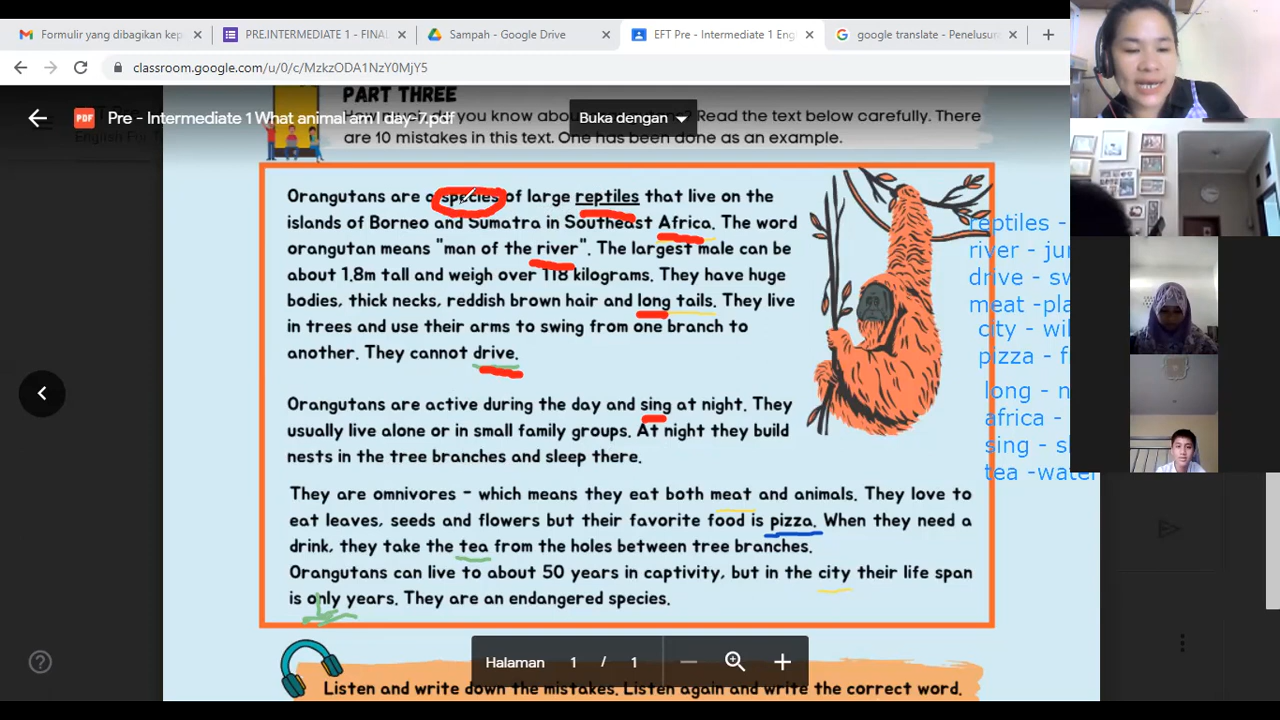 Formulir yang dibagikan kep
PRE.INTERMEDIATE 1 - FINAL
Sampah - Google Drive
EFT Pre - Intermediate 1 Eng
google translate - Penelusur
classroom.google.com/u/0/c/MzkzODA1NzY0MjY5
PART THREE
Pre - Intermediate 1 What animal am I day-7.pdf
Buka dengan
you know about
? Read the text below carefully. There
are 10 mistakes in this text. One has been done as an example.
Orangutans are a species of large reptiles that live on the
islands of Borneo and Sumatra in Southeast Africa. The word
orangutan means "man of the river". The largest male can be
about 1,8m tall and weigh over 118 kilograms. They have huge
bodies, thick necks, reddish brown hair and long tails. They live
in trees and use their arms to swing from one branch to
another. They cannot drive.
Orangutans are active during the day and sing at night. They
usually live alone or in small family groups. At night they build
nests in the tree branches and sleep there.
They are omnivores - which means they eat both meat and animals. They love to
eat leaves, seeds and flowers but their favorite food is pizza. When they need a
drink, they take the tea from the holes between tree branches.
Orangutans can live to about 50 years in captivity, but in the city their life span
is only years. They are an endangered species.
reptiles -
river - jun
drive - sw
meat -pla
city - wil
pizza - f
long - n
africa -
sing - sl
tea -water
Halaman 1 / 1
Listen and write down the mistakes. Listen again and write the correct word.